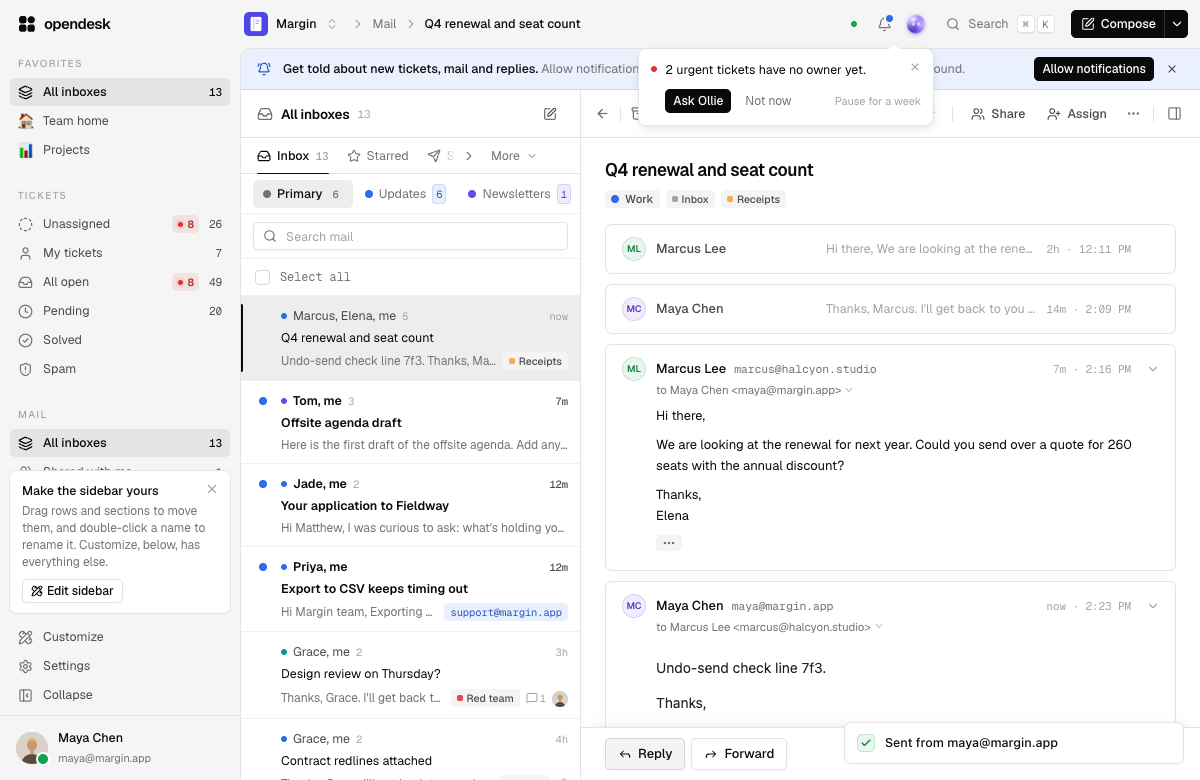 opendesk
Margin
Mail
Q4 renewal and seat count
Search
⌘ K
Compose
Get told about new tickets, mail and replies. Allow notification
ound.
Allow notifications
2 urgent tickets have no owner yet.
Ask Ollie
Not now
Pause for a week
FAVORITES
All inboxes 13
Team home
Projects
TICKETS
Unassigned 8 26
My tickets 7
All open 8 49
Pending 20
Solved
Spam
MAIL
All inboxes 13
Make the sidebar yours
Drag rows and sections to move
them, and double-click a name to
rename it. Customize, below, has
everything else.
Edit sidebar
Customize
Settings
Collapse
Maya Chen
maya@margin.app
All inboxes 13
Inbox 13
Starred
S
More
Primary 6
Updates 6
Newsletters 1
Search mail
Select all
Marcus, Elena, me 5 now
Q4 renewal and seat count
Undo-send check line 7f3. Thanks, Ma... Receipts
Tom, me 3 7m
Offsite agenda draft
Here is the first draft of the offsite agenda. Add any...
Jade, me 2 12m
Your application to Fieldway
Hi Matthew, I was curious to ask: what's holding yo...
Priya, me 12m
Export to CSV keeps timing out
Hi Margin team, Exporting ... support@margin.app
Grace, me 2 3h
Design review on Thursday?
Thanks, Grace. I'll get back t... Red team 1
Grace, me 2 4h
Contract redlines attached
Share
Assign
Q4 renewal and seat count
Work
Inbox
Receipts
ML Marcus Lee Hi there, We are looking at the rene... 2h · 12:11 PM
MC Maya Chen Thanks, Marcus. I'll get back to you ... 14m · 2:09 PM
ML Marcus Lee marcus@halcyon.studio 7m · 2:16 PM
to Maya Chen <maya@margin.app>
Hi there,
We are looking at the renewal for next year. Could you send over a quote for 260
seats with the annual discount?
Thanks,
Elena
MC Maya Chen maya@margin.app now · 2:23 PM
to Marcus Lee <marcus@halcyon.studio>
Undo-send check line 7f3.
Thanks,
Reply
Forward
Sent from maya@margin.app